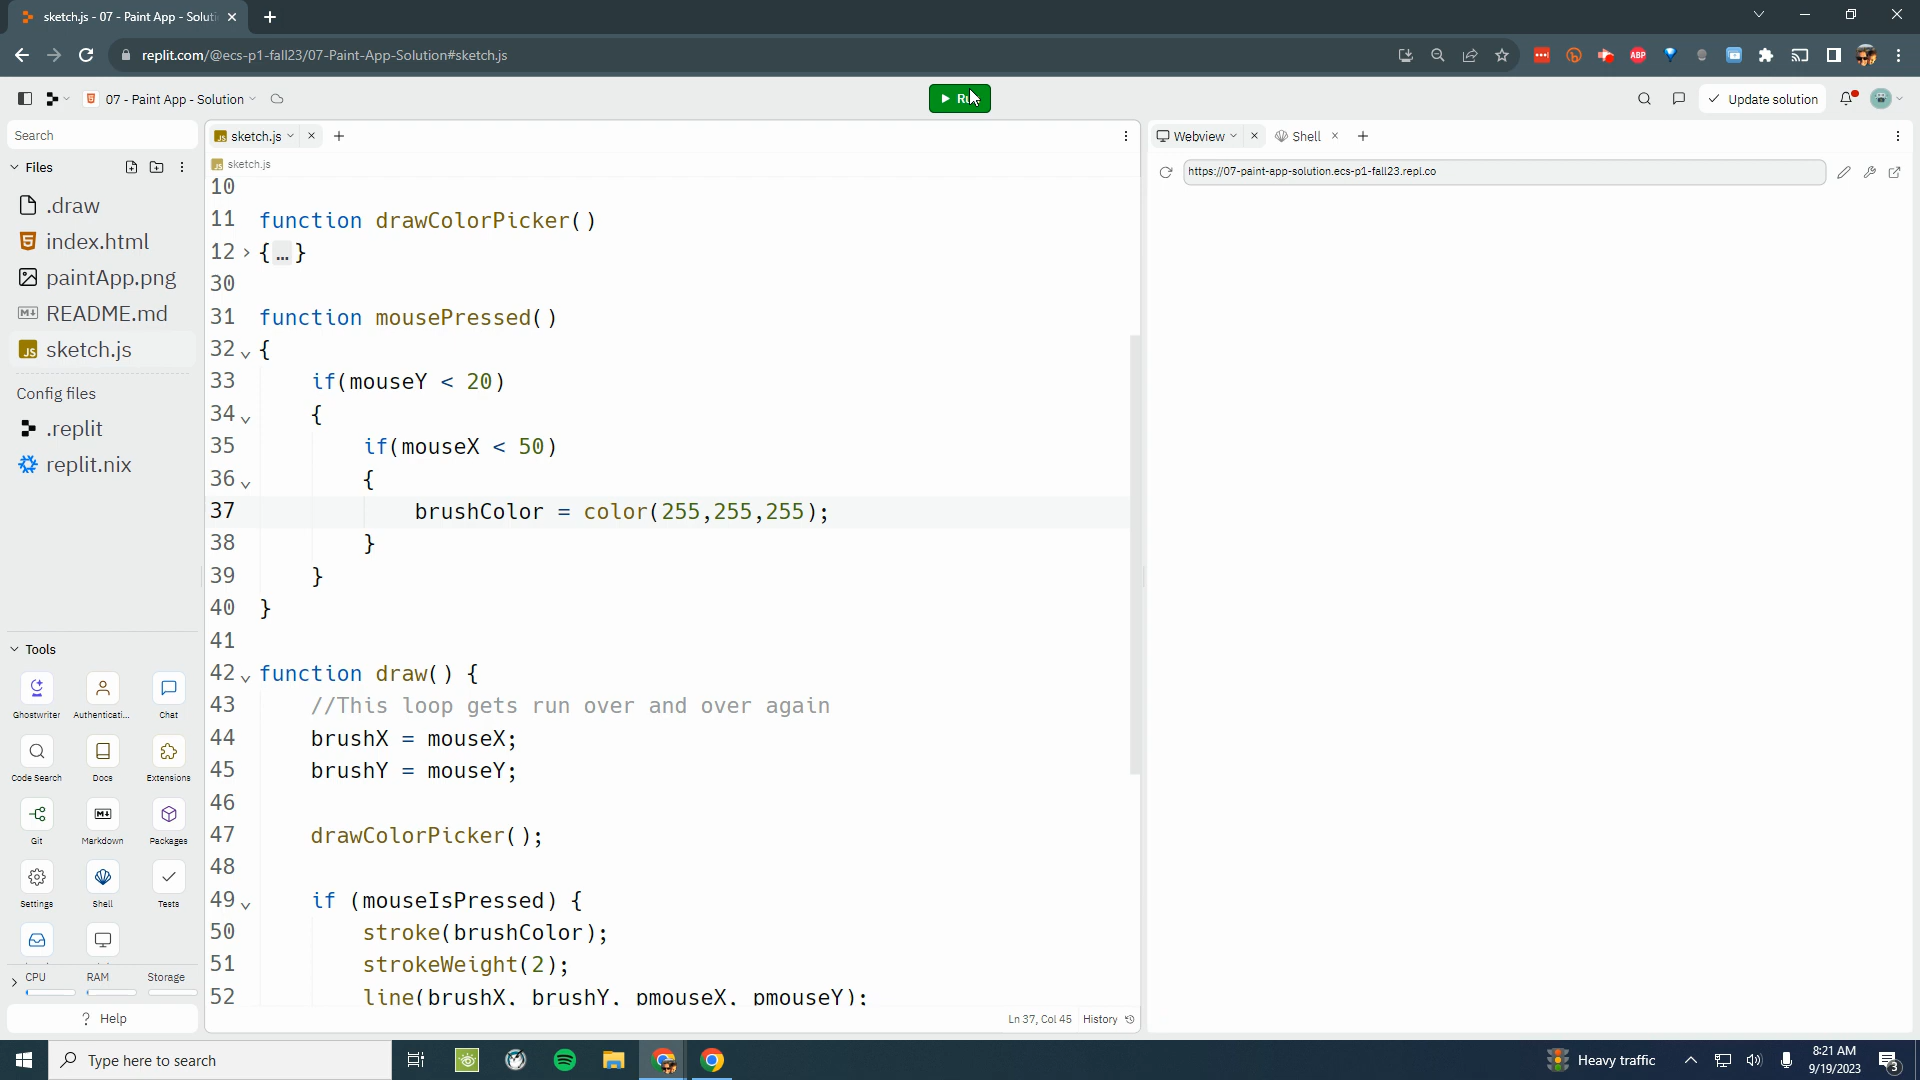 sketch.js - 07 - Paint App - Soluti
replit.com/@ecs-p1-fall23/07-Paint-App-Solution#sketch.js
ABP
07 - Paint App - Solution
Update solution
Search
Files
.draw
index.html
paintApp.png
README.md
sketch.js
Config files
.replit
replit.nix
Tools
Ghostwriter
Authenticati...
Chat
Code Search
Docs
Extensions
Git
Markdown
Packages
Settings
Shell
Tests
CPU
RAM
Storage
? Help
sketch.js
sketch.js
10
11 function drawColorPicker()
12 {…}
30
31 function mousePressed()
32 {
33 if(mouseY < 20)
34 {
35 if(mouseX < 50)
36 {
37 brushColor = color(255,255,255);
38 }
39 }
40 }
41
42 function draw() {
43 //This loop gets run over and over again
44 brushX = mouseX;
45 brushY = mouseY;
46
47 drawColorPicker();
48
49 if (mouseIsPressed) {
50 stroke(brushColor);
51 strokeWeight(2);
52 line(brushX, brushY, pmouseX, pmouseY);
Ln 37, Col 45 History
Webview
Shell
https://07-paint-app-solution.ecs-p1-fall23.repl.co
Type here to search
Heavy traffic
8:21 AM
9/19/2023
3